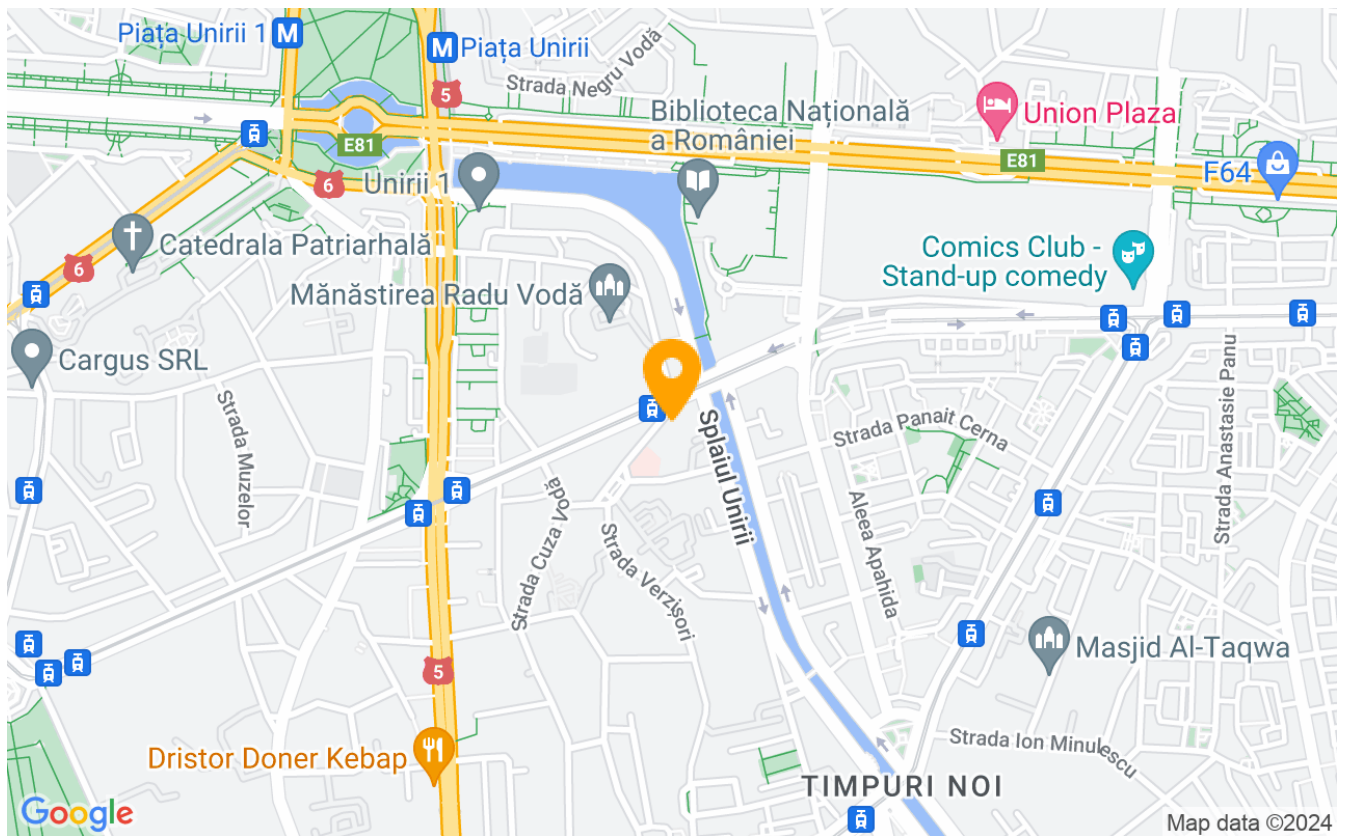 Piața Unirii 1
M
M
Piața Unirii
Strada Negru Vodă
5
Biblioteca Națională
a României
Union Plaza
E81
E81
F64
6
Unirii 1
Catedrala Patriarhală
6
Comics Club -
Stand-up comedy
Mănăstirea Radu Vodă
Cargus SRL
Strada Muzelor
Strada Anastasie Panu
Strada Panait Cerna
Splaiul Unirii
Strada Cuza Vodă
Strada Verzișori
Aleea Apahida
Masjid Al-Taqwa
5
Dristor Doner Kebap
Strada Ion Minulescu
TIMPURI NOI
Google
Map data ©2024